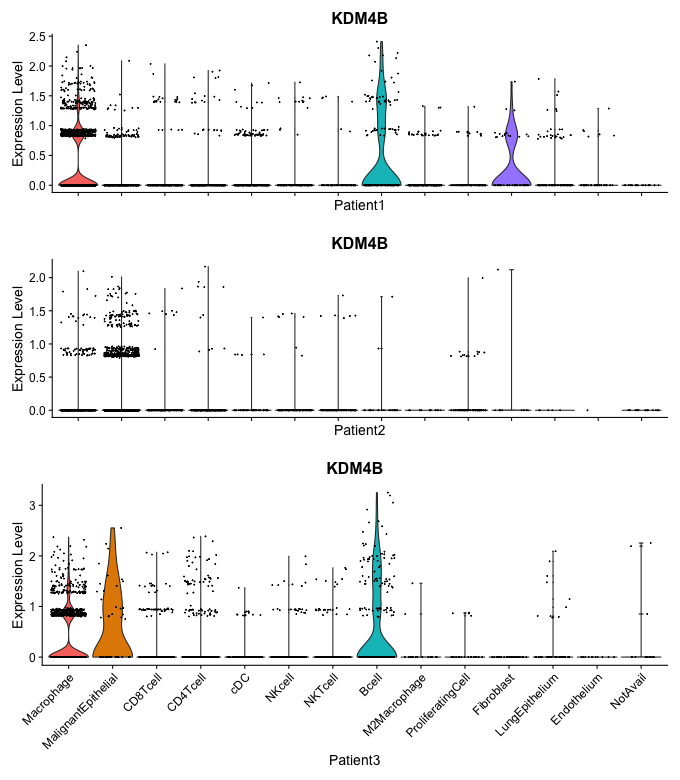 KDM4B
Expression Level
2.5
2.0
1.5
1.0
0.5
0.0
Patient1
KDM4B
Expression Level
2.0
1.5
1.0
0.5
0.0
Patient2
KDM4B
Expression Level
3
2
1
0
Macrophage
MalignantEpithelial
CD8Tcell
CD4Tcell
cDC
NKcell
NKTcell
Bcell
M2Macrophage
ProliferatingCell
Fibroblast
LungEpithelium
Endothelium
NotAvail
Patient3